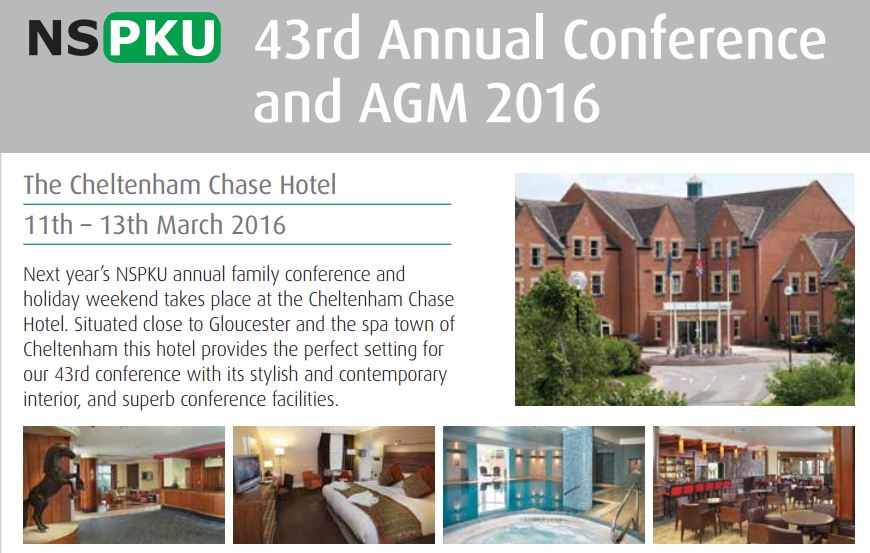 NSPKU
43rd Annual Conference
and AGM 2016
The Cheltenham Chase Hotel
11th – 13th March 2016
Next year’s NSPKU annual family conference and
holiday weekend takes place at the Cheltenham Chase
Hotel. Situated close to Gloucester and the spa town of
Cheltenham this hotel provides the perfect setting for
our 43rd conference with its stylish and contemporary
interior, and superb conference facilities.